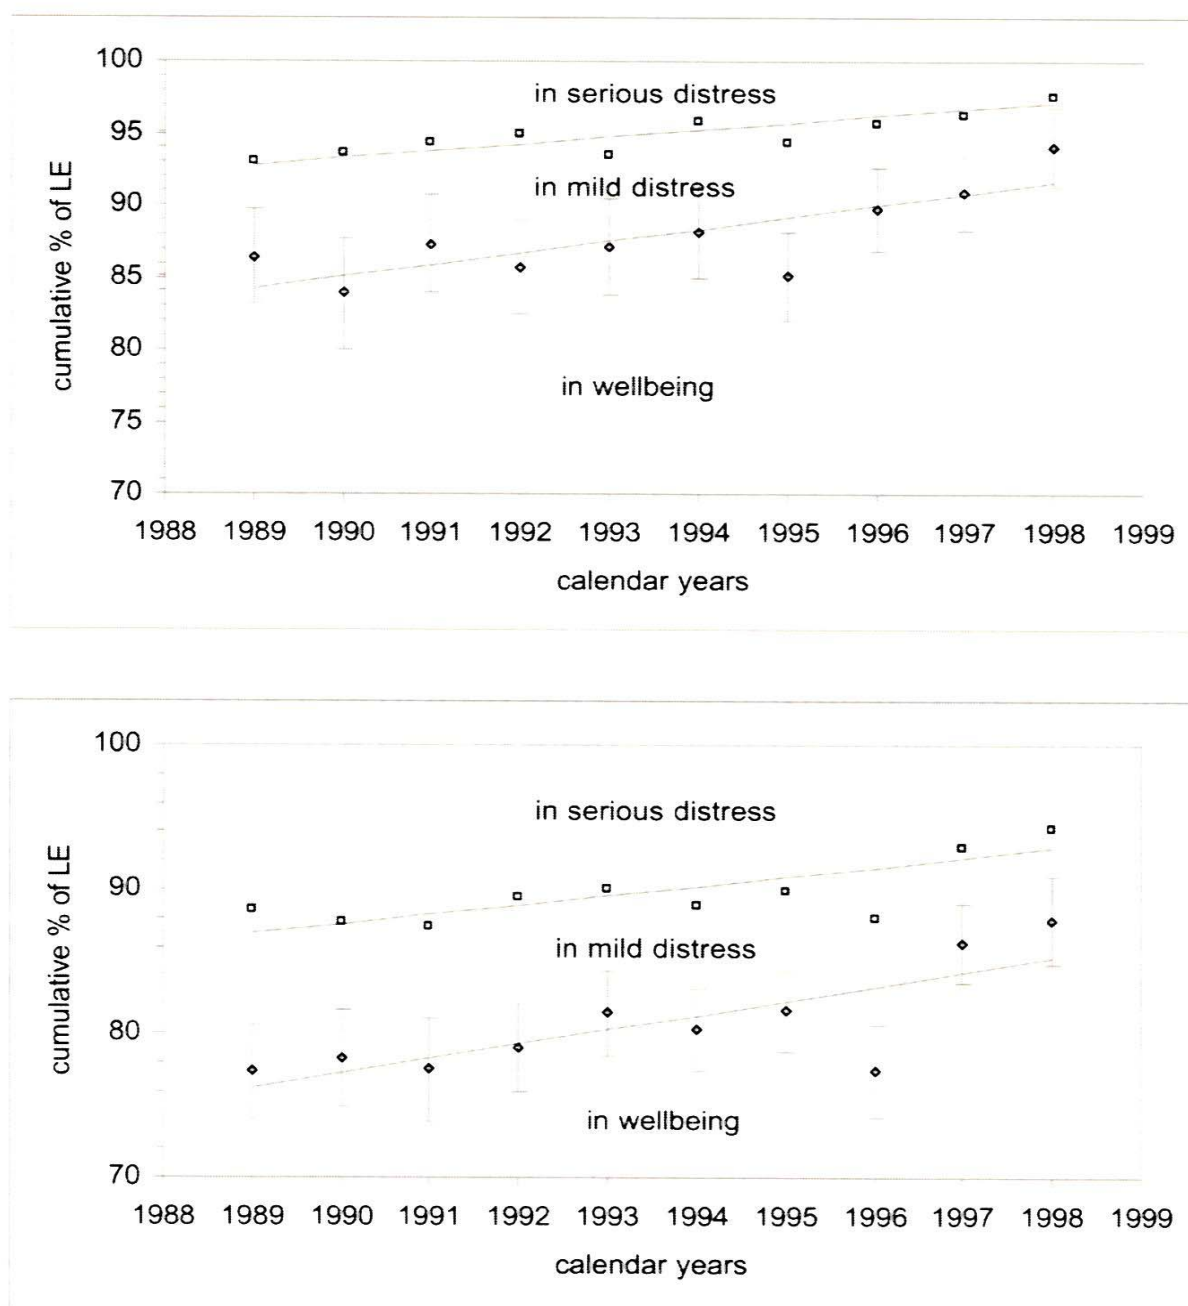 100
in serious distress
95
in mild distress
90
85
80
in wellbeing
75
70
cumulative % of LE
1988 1989 1990 1991 1992 1993 1994 1995 1996 1997 1998 1999
calendar years
100
in serious distress
90
in mild distress
80
in wellbeing
70
cumulative % of LE
1988 1989 1990 1991 1992 1993 1994 1995 1996 1997 1998 1999
calendar years